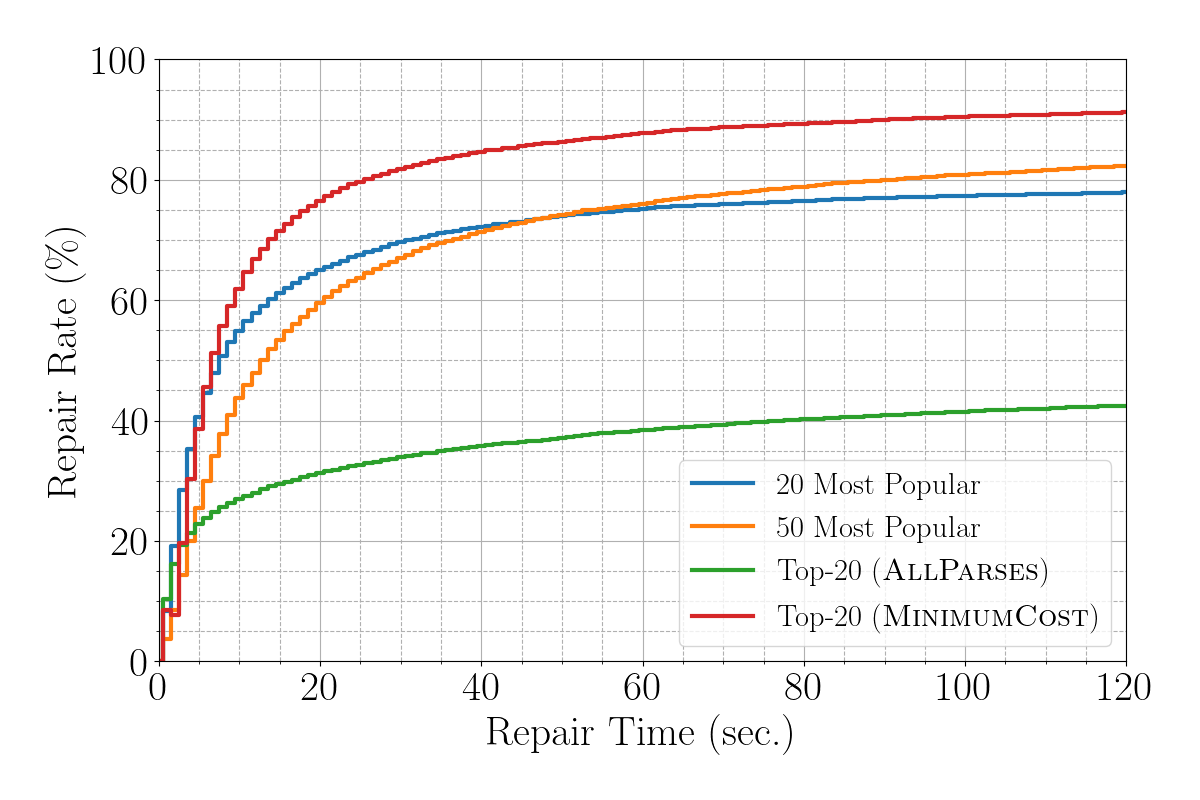 100
80
60
40
20
0
Repair Rate (%)
0 20 40 60 80 100 120
Repair Time (sec.)
20 Most Popular
50 Most Popular
Top-20 (AllParses)
Top-20 (MinimumCost)